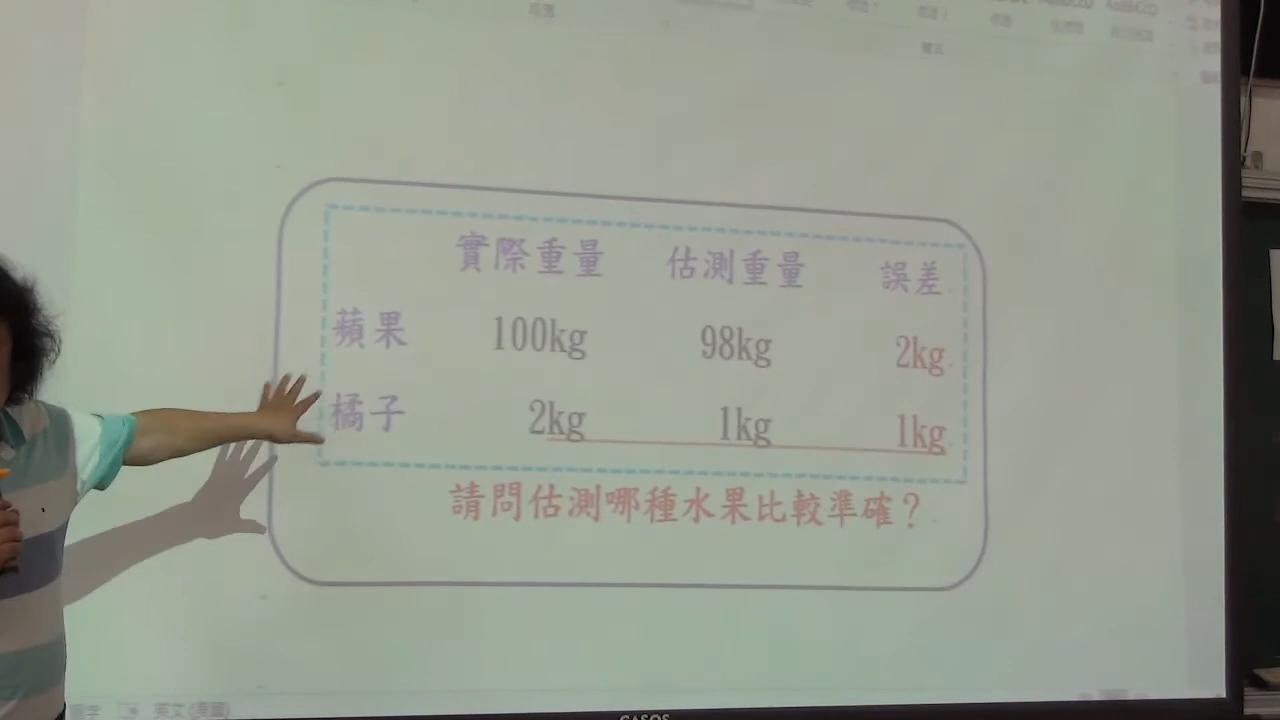 實際重量 估測重量 誤差
蘋果 100kg 98kg 2kg
橘子 2kg 1kg 1kg
請問估測哪種水果比較準確？